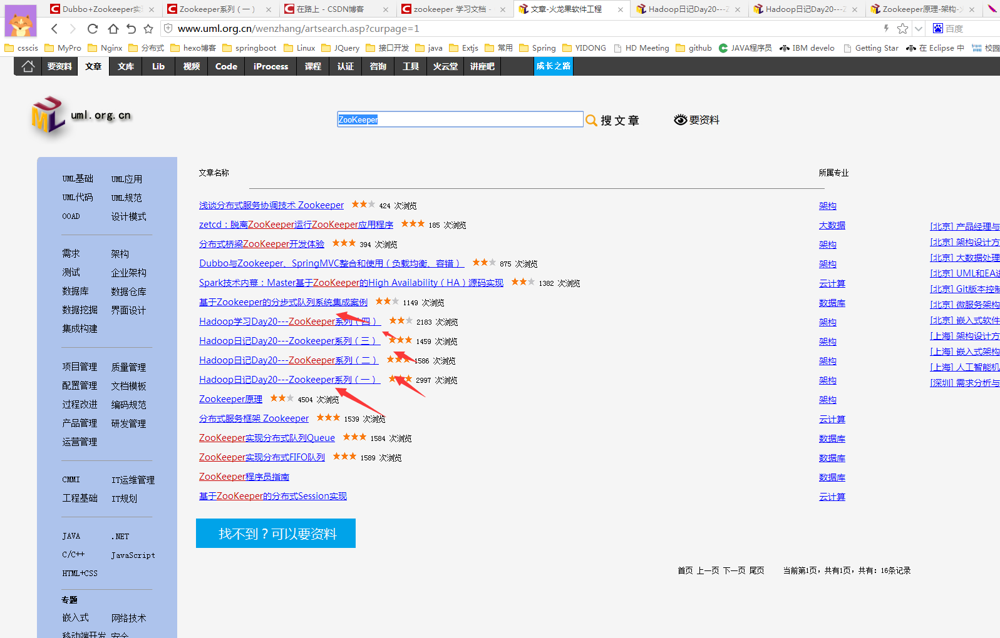 Dubbo+Zookeeper实 Zookeeper系列（一） 在路上 - CSDN博客 zookeeper 学习文档 - 文章-火龙果软件工程 Hadoop日记Day20---Z Hadoop日记Day20---Z Zookeeper原理-架构-
www.uml.org.cn/wenzhang/artsearch.asp?curpage=1 百度
csscis MyPro Nginx 分布式 hexo博客 springboot Linux JQuery 接口开发 java Extjs 常用 Spring YIDONG HD Meeting github JAVA程序员 IBM develo Getting Star 在 Eclipse 中 校园
要资料 文章 文库 Lib 视频 Code iProcess 课程 认证 咨询 工具 火云堂 讲座吧 成长之路
UML uml.org.cn ZooKeeper 搜文章 要资料
UML基础 UML应用
UML代码 UML规范
OOAD 设计模式
需求 架构
测试 企业架构
数据库 数据仓库
数据挖掘 界面设计
集成构建
项目管理 质量管理
配置管理 文档模板
过程改进 编码规范
产品管理 研发管理
运营管理
CMMI IT运维管理
工程基础 IT规划
JAVA .NET
C/C++ JavaScript
HTML+CSS
专题
嵌入式 网络技术
移动端开发 安全
文章名称 所属专业
浅谈分布式服务协调技术 Zookeeper 424 次浏览 架构
zetcd：脱离ZooKeeper运行ZooKeeper应用程序 185 次浏览 大数据
分布式桥梁ZooKeeper开发体验 394 次浏览 架构
Dubbo与Zookeeper、SpringMVC整合和使用（负载均衡、容错） 875 次浏览 架构
Spark技术内幕：Master基于ZooKeeper的High Availability（HA）源码实现 1382 次浏览 云计算
基于Zookeeper的分步式队列系统集成案例 1149 次浏览 数据库
Hadoop学习Day20---ZooKeeper系列（四） 2183 次浏览 架构
Hadoop日记Day20---Zookeeper系列（三） 1459 次浏览 架构
Hadoop日记Day20---ZooKeeper系列（二） 1586 次浏览 架构
Hadoop日记Day20---Zookeeper系列（一） 2997 次浏览 架构
Zookeeper原理 4504 次浏览 架构
分布式服务框架 Zookeeper 1539 次浏览 云计算
ZooKeeper实现分布式队列Queue 1584 次浏览 数据库
ZooKeeper实现分布式FIFO队列 1589 次浏览 数据库
ZooKeeper程序员指南 数据库
基于ZooKeeper的分布式Session实现 云计算
找不到？可以要资料
首页 上一页 下一页 尾页 当前第1页，共有1页，共有：16条记录
[北京] 产品经理与
[北京] 架构设计方
[北京] 大数据处理
[北京] UML和EA进
[北京] Git版本控制
[北京] 微服务架构
[北京] 嵌入式软件
[上海] 架构设计方
[上海] 嵌入式架构
[上海] 人工智能机
[深圳] 需求分析与